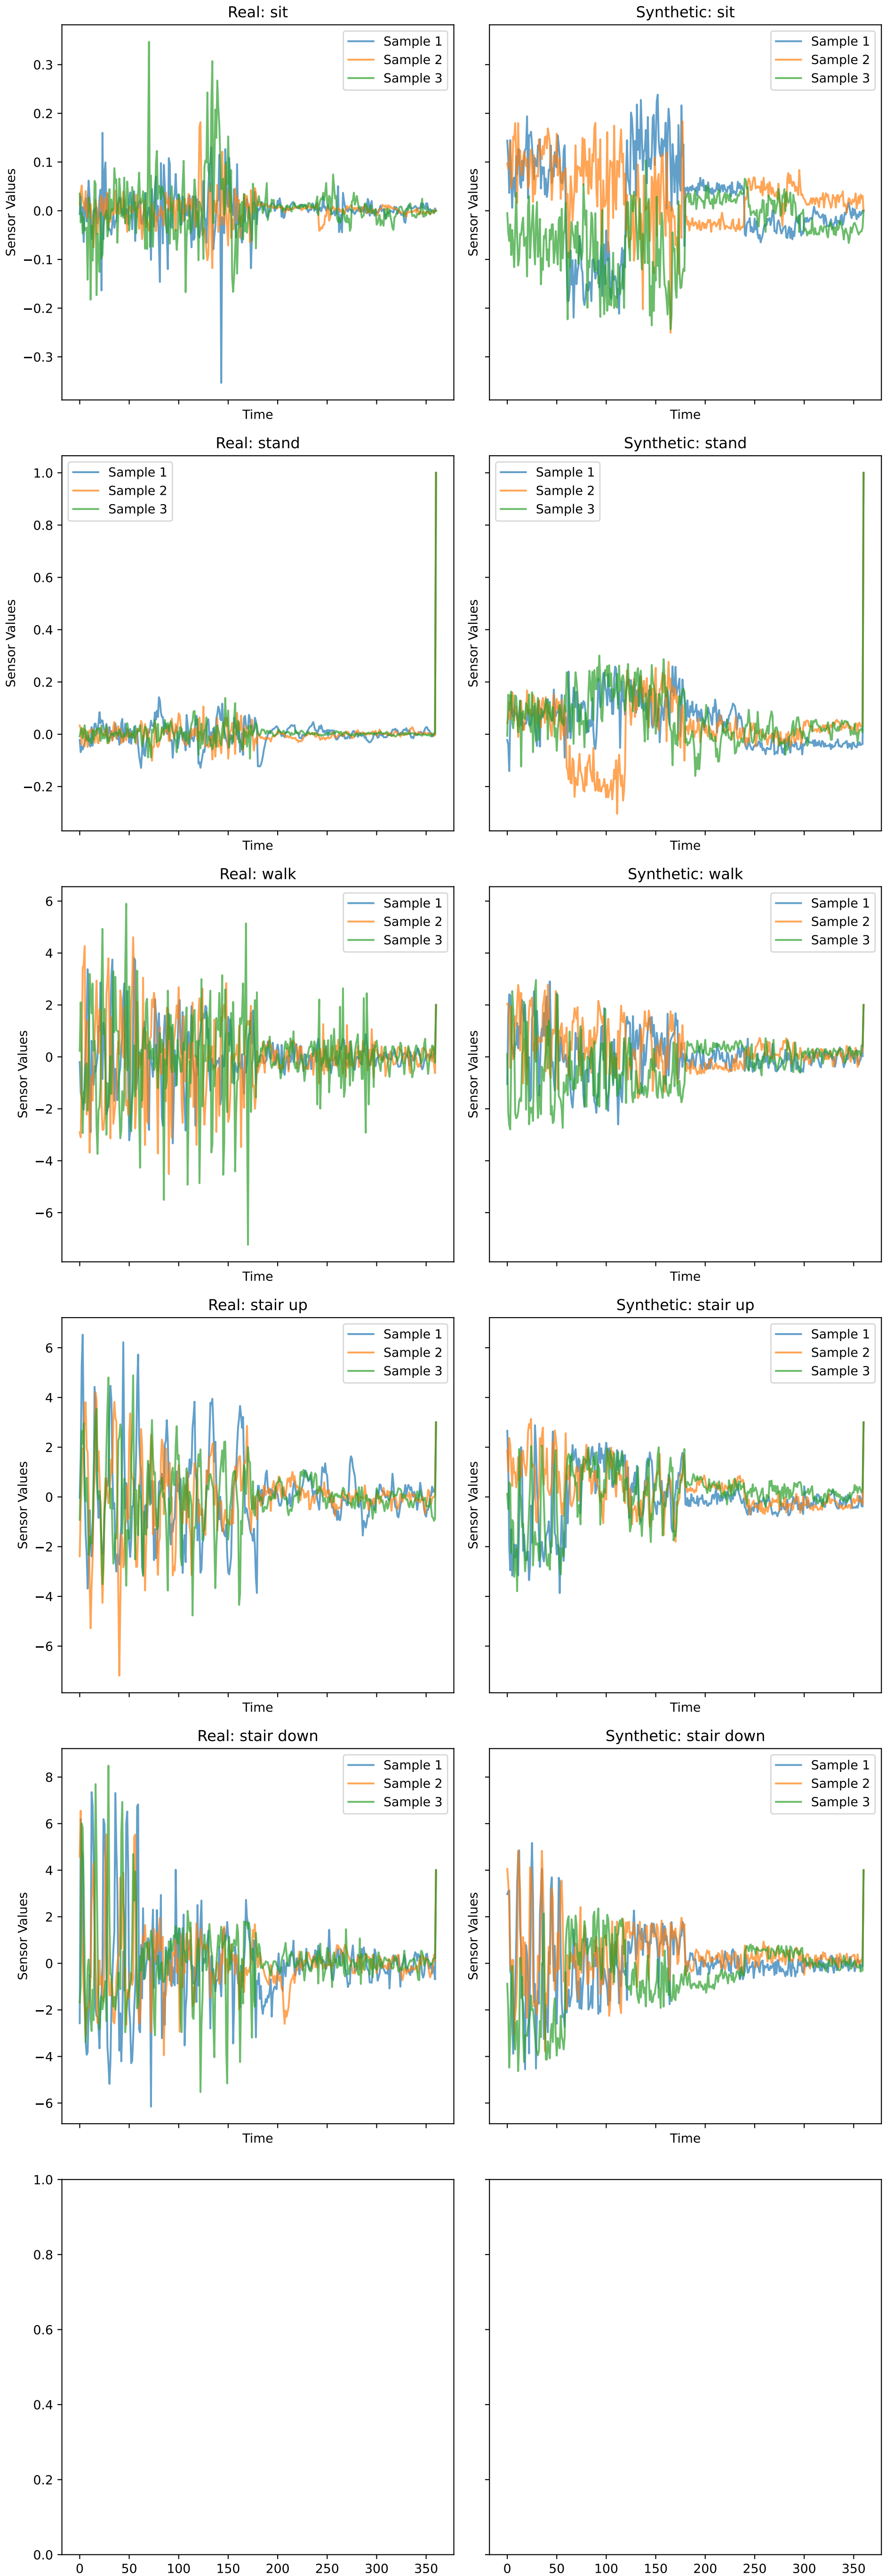 Real: sit
Synthetic: sit
Sample 1
Sample 2
Sample 3
Sample 1
Sample 2
Sample 3
0.3
0.2
0.1
0.0
−0.1
−0.2
−0.3
Sensor Values
Sensor Values
Time
Time
Real: stand
Synthetic: stand
Sample 1
Sample 2
Sample 3
Sample 1
Sample 2
Sample 3
1.0
0.8
0.6
0.4
0.2
0.0
−0.2
Sensor Values
Sensor Values
Time
Time
Real: walk
Synthetic: walk
Sample 1
Sample 2
Sample 3
Sample 1
Sample 2
Sample 3
6
4
2
0
−2
−4
−6
Sensor Values
Sensor Values
Time
Time
Real: stair up
Synthetic: stair up
Sample 1
Sample 2
Sample 3
Sample 1
Sample 2
Sample 3
6
4
2
0
−2
−4
−6
Sensor Values
Sensor Values
Time
Time
Real: stair down
Synthetic: stair down
Sample 1
Sample 2
Sample 3
Sample 1
Sample 2
Sample 3
8
6
4
2
0
−2
−4
−6
Sensor Values
Sensor Values
Time
Time
1.0
0.8
0.6
0.4
0.2
0.0
0 50 100 150 200 250 300 350
0 50 100 150 200 250 300 350